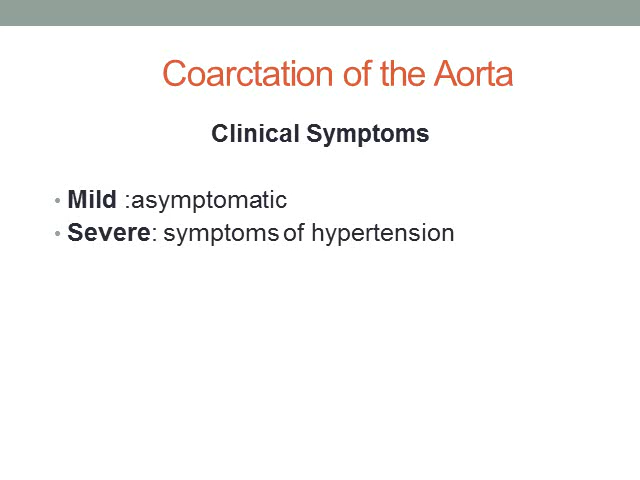 Coarctation of the Aorta
Clinical Symptoms
• Mild :asymptomatic
• Severe: symptoms of hypertension